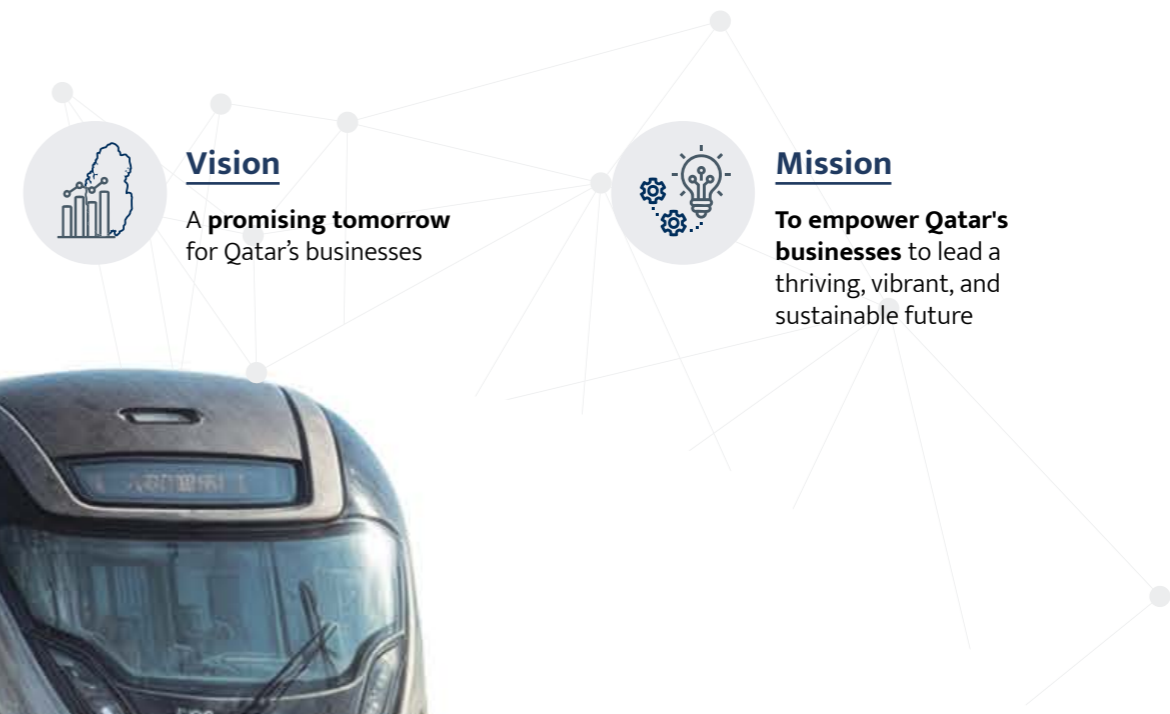 Vision
A promising tomorrow
for Qatar’s businesses
Mission
To empower Qatar's
businesses to lead a
thriving, vibrant, and
sustainable future